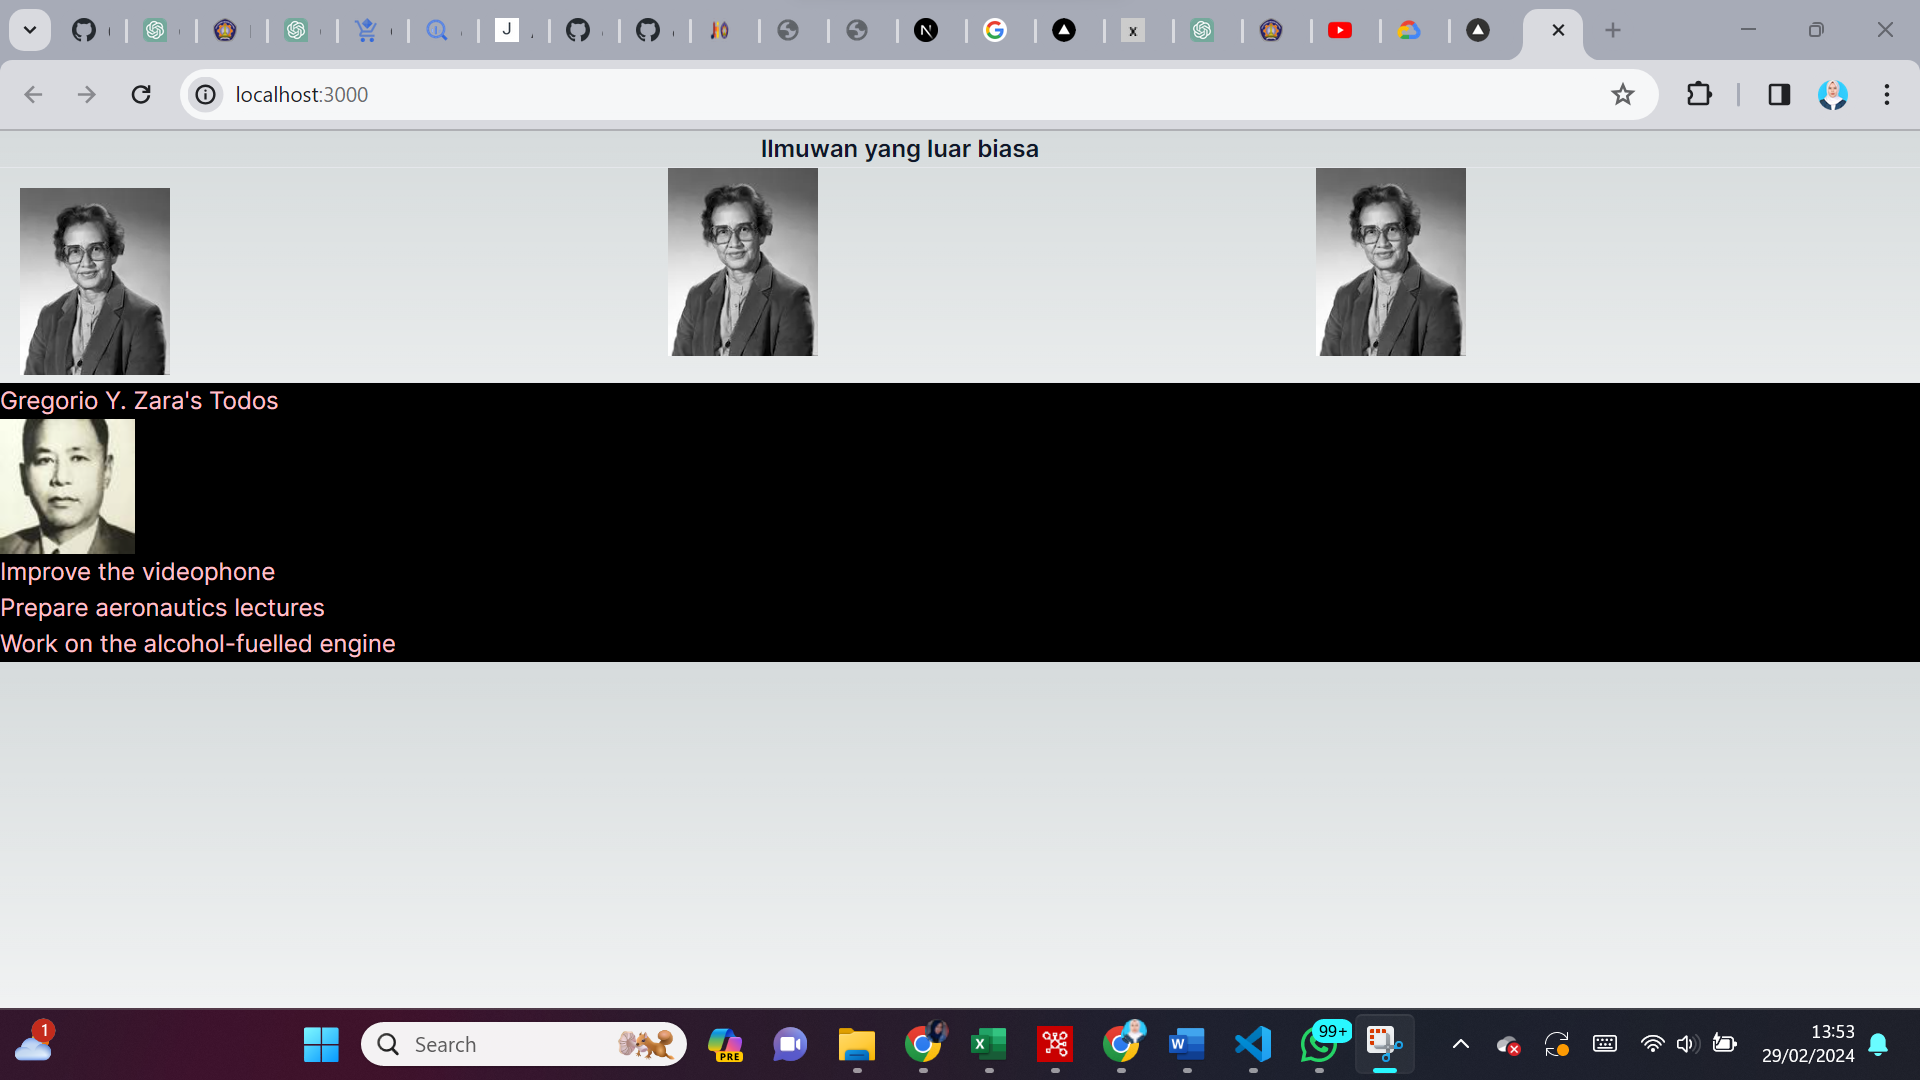 localhost:3000
Ilmuwan yang luar biasa
Gregorio Y. Zara's Todos
Improve the videophone
Prepare aeronautics lectures
Work on the alcohol-fuelled engine
1
Search
PRE
99+
13:53
29/02/2024